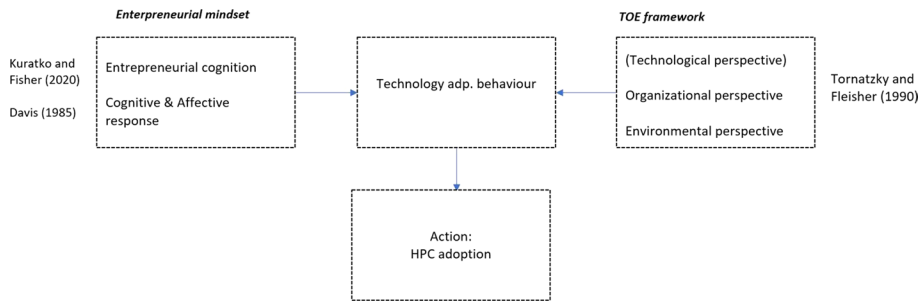 Enterpreneurial mindset
Kuratko and
Fisher (2020)
Davis (1985)
Entrepreneurial cognition
Cognitive & Affective
response
Technology adp. behaviour
TOE framework
(Technological perspective)
Organizational perspective
Environmental perspective
Tornatzky and
Fleisher (1990)
Action:
HPC adoption